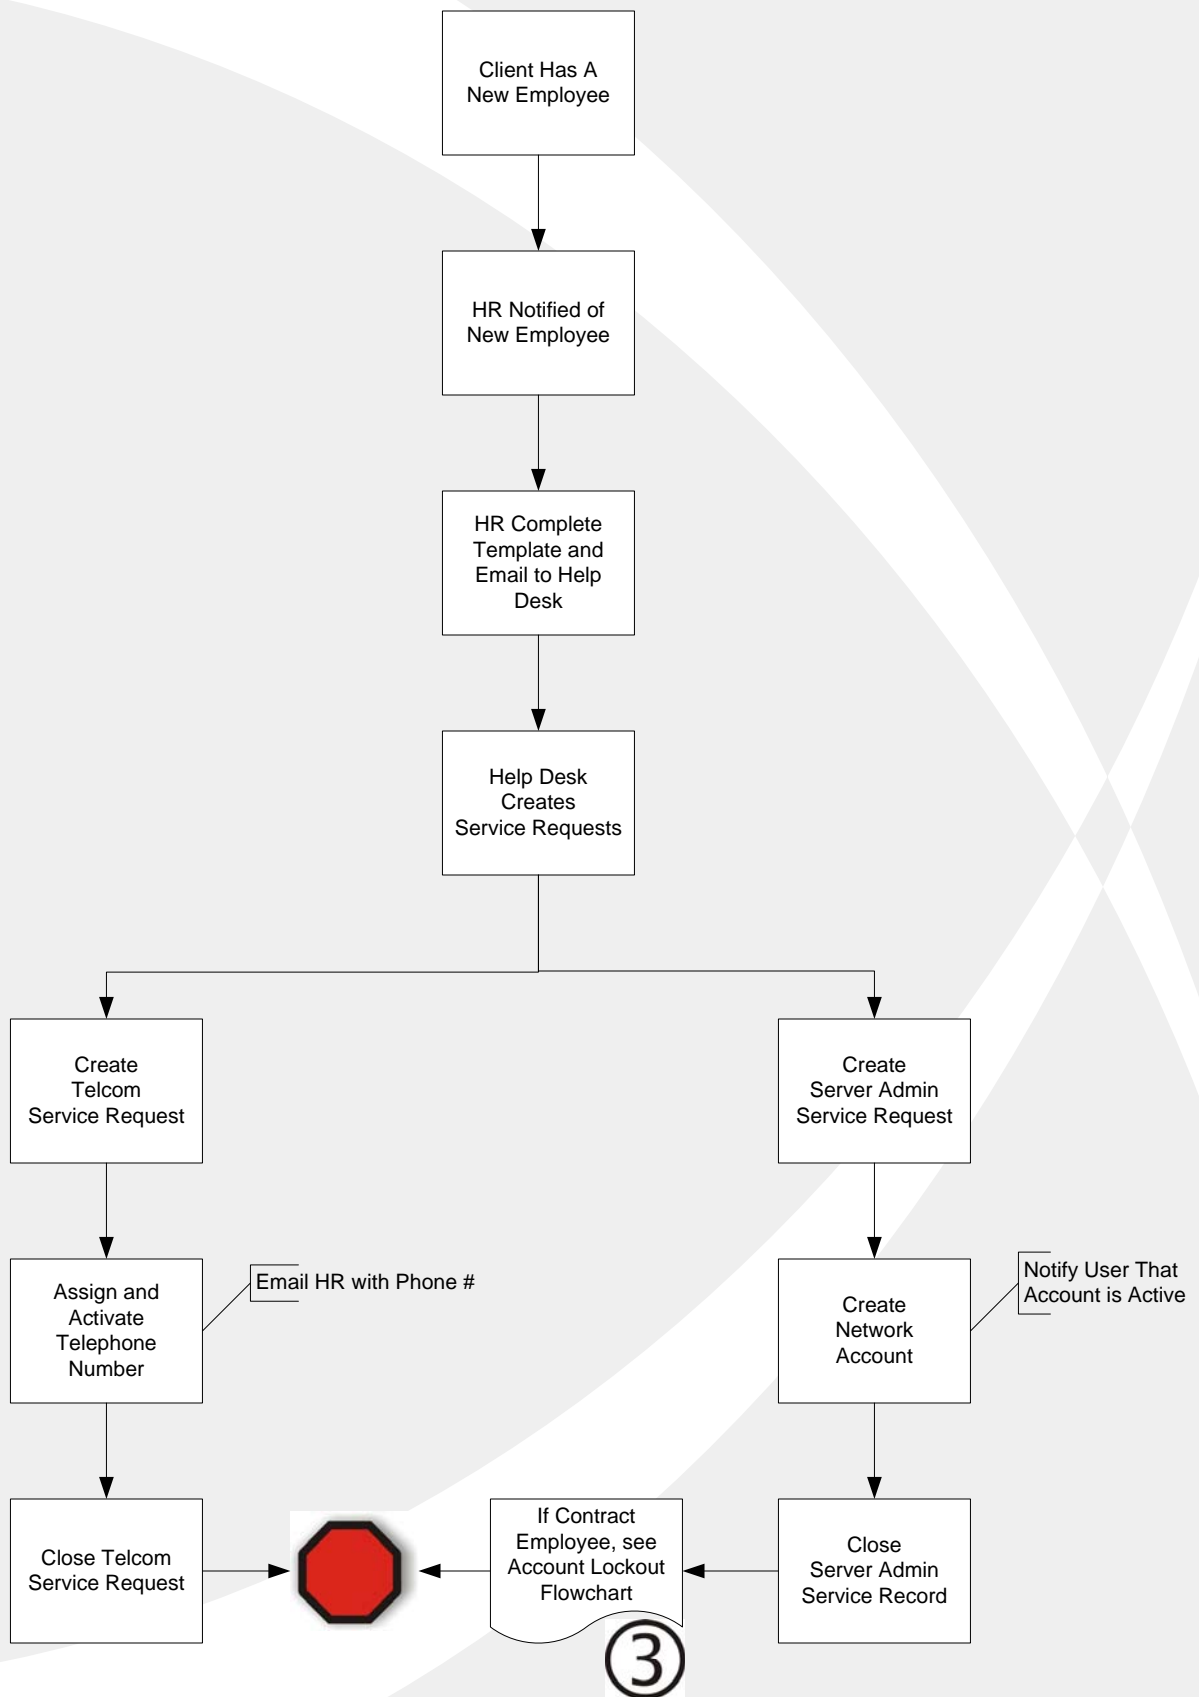 Client Has A
New Employee
HR Notified of
New Employee
HR Complete
Template and
Email to Help
Desk
Help Desk
Creates
Service Requests
Create
Telcom
Service Request
Create
Server Admin
Service Request
Assign and
Activate
Telephone
Number
Email HR with Phone #
Create
Network
Account
Notify User That
Account is Active
Close Telcom
Service Request
If Contract
Employee, see
Account Lockout
Flowchart
3
Close
Server Admin
Service Record